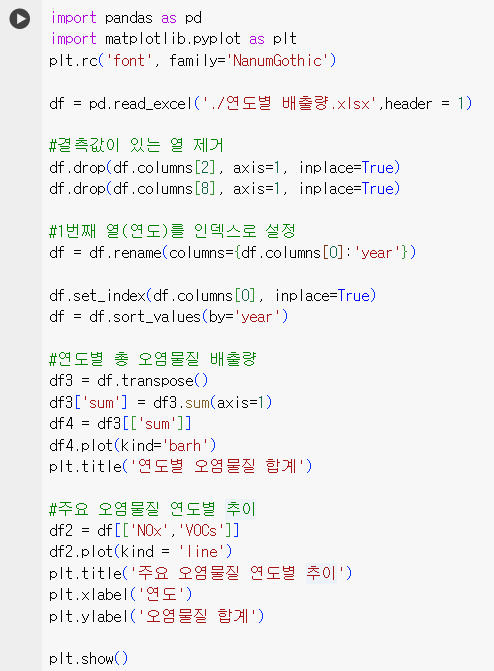 import pandas as pd
import matplotlib.pyplot as plt
plt.rc('font', family='NanumGothic')
df = pd.read_excel('./연도별 배출량.xlsx',header = 1)
#결측값이 있는 열 제거
df.drop(df.columns[2], axis=1, inplace=True)
df.drop(df.columns[8], axis=1, inplace=True)
#1번째 열(연도)를 인덱스로 설정
df = df.rename(columns={df.columns[0]:'year'})
df.set_index(df.columns[0], inplace=True)
df = df.sort_values(by='year')
#연도별 총 오염물질 배출량
df3 = df.transpose()
df3['sum'] = df3.sum(axis=1)
df4 = df3[['sum']]
df4.plot(kind='barh')
plt.title('연도별 오염물질 합계')
#주요 오염물질 연도별 추이
df2 = df[['NOx','VOCs']]
df2.plot(kind = 'line')
plt.title('주요 오염물질 연도별 추이')
plt.xlabel('연도')
plt.ylabel('오염물질 합계')
plt.show()